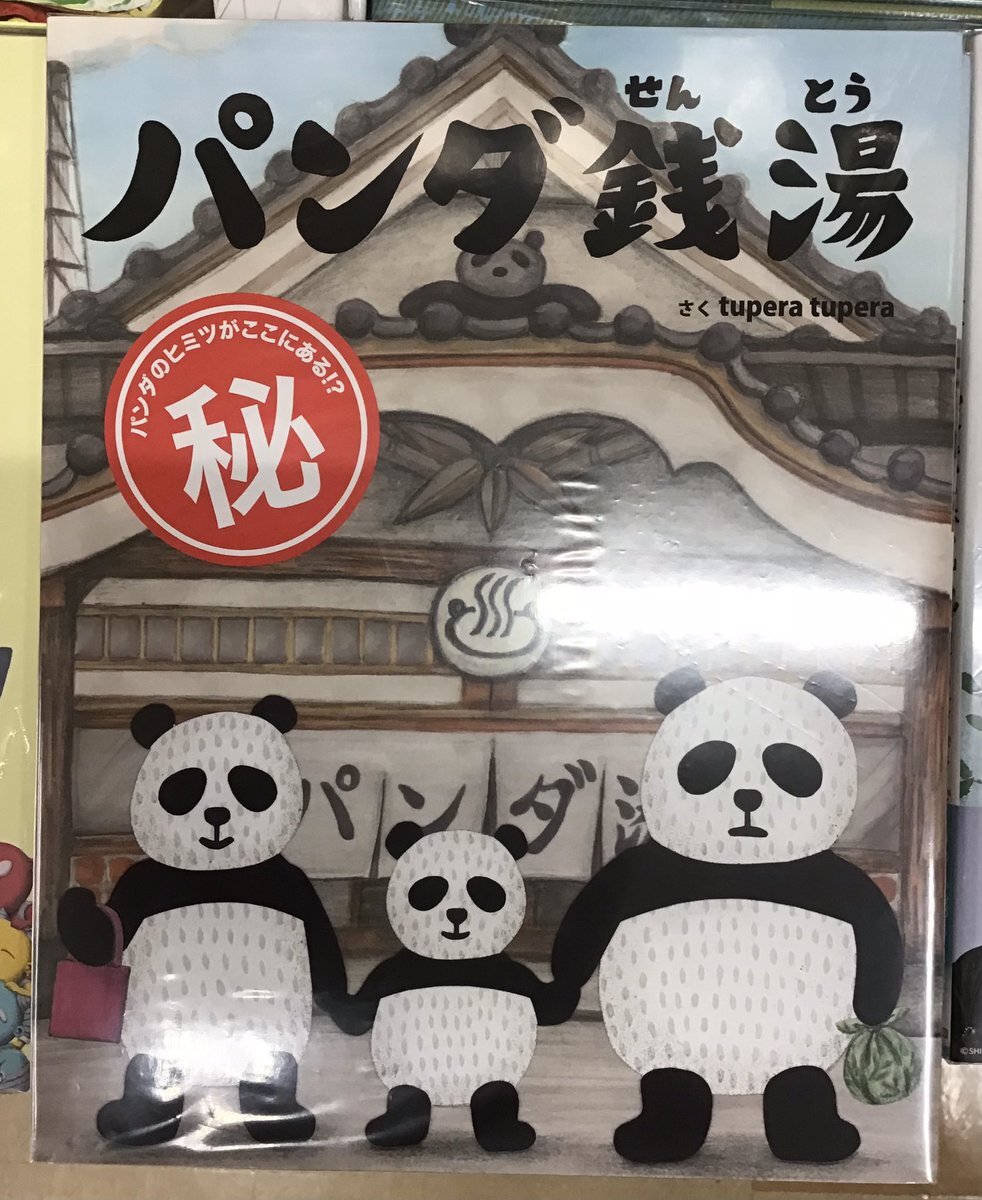 せん とう
パンダ銭湯
さく tupera tupera
パンダのヒミツがここにある!?
秘
パンダ
©SHI